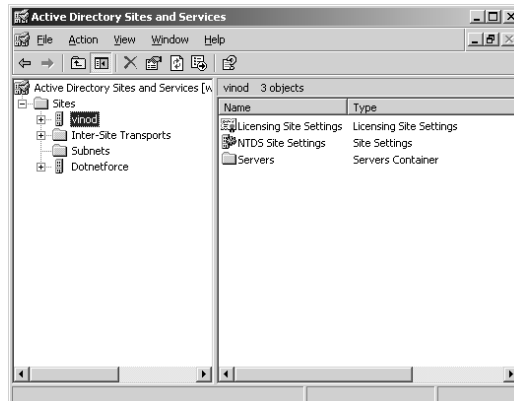 Active Directory Sites and Services
File Action View Window Help
Active Directory Sites and Services [w
Sites
vinod
Inter-Site Transports
Subnets
Dotnetforce
vinod 3 objects
Name Type
Licensing Site Settings Licensing Site Settings
NTDS Site Settings Site Settings
Servers Servers Container